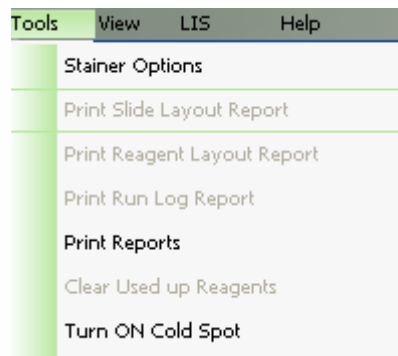 Tools View LIS Help
Stainer Options
Print Slide Layout Report
Print Reagent Layout Report
Print Run Log Report
Print Reports
Clear Used up Reagents
Turn ON Cold Spot